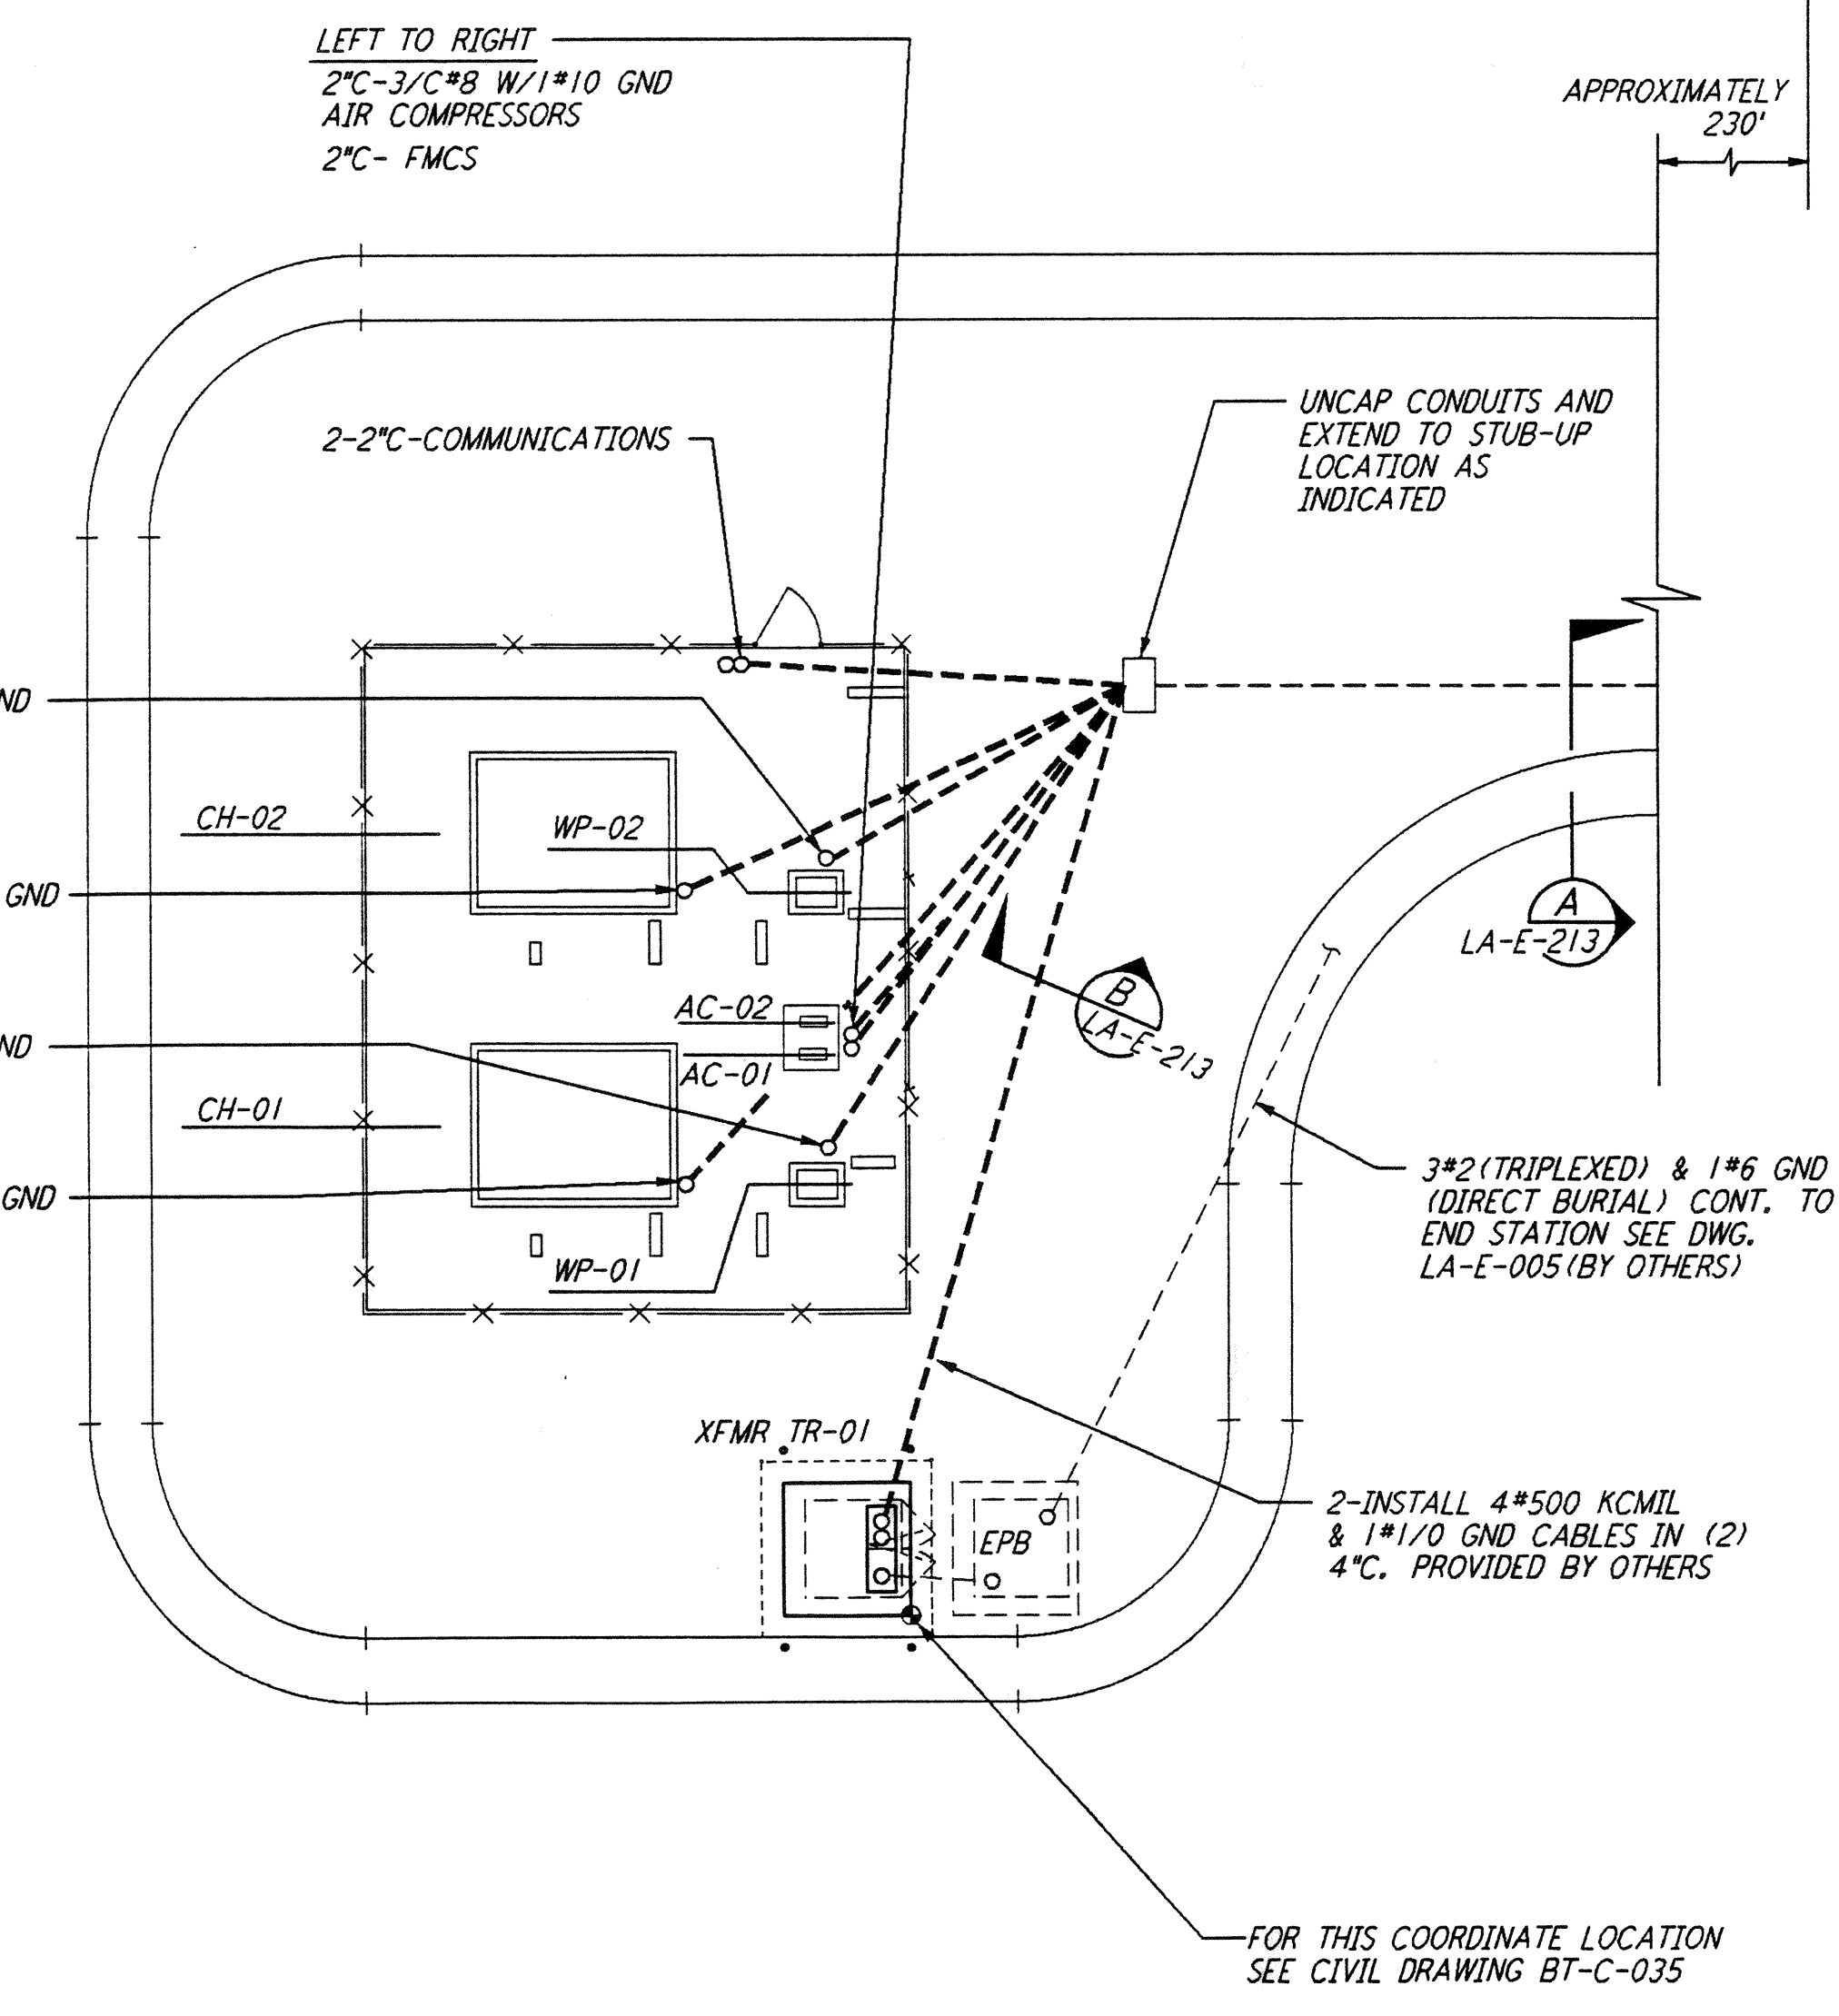 LEFT TO RIGHT
2"C-3/C#8 W/1#10 GND
AIR COMPRESSORS
2"C- FMCS
APPROXIMATELY
230'
UNCAP CONDUITS AND
EXTEND TO STUB-UP
LOCATION AS
INDICATED
2-2"C-COMMUNICATIONS
ND
CH-02
WP-02
GND
A
LA-E-213
B
LA-E-213
AC-02
ND
AC-01
CH-01
GND
WP-01
3#2(TRIPLEXED) & 1#6 GND
(DIRECT BURIAL) CONT. TO
END STATION SEE DWG.
LA-E-005(BY OTHERS)
XFMR TR-01
EPB
2-INSTALL 4#500 KCMIL
& 1#1/0 GND CABLES IN (2)
4"C. PROVIDED BY OTHERS
FOR THIS COORDINATE LOCATION
SEE CIVIL DRAWING BT-C-035